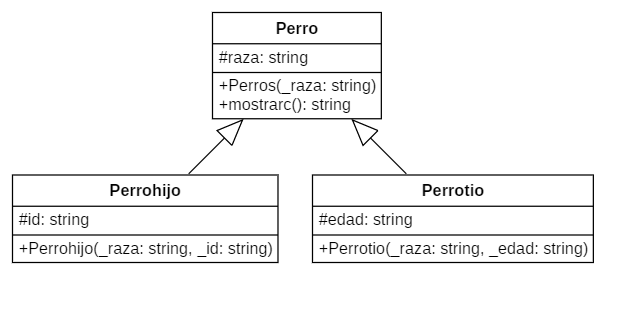 Perro
#raza: string
+Perros(_raza: string)
+mostrarc(): string
Perrohijo
#id: string
+Perrohijo(_raza: string, _id: string)
Perrotio
#edad: string
+Perrotio(_raza: string, _edad: string)